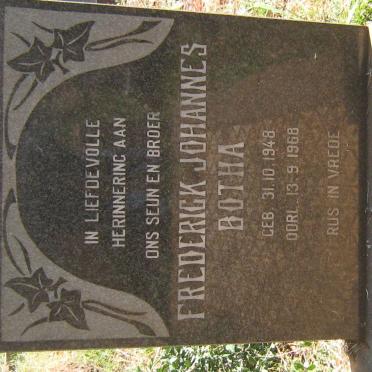 IN LIEFDEVOLLE
HERINNERING AAN
ONS SEUN EN BROER
FREDERICK JOHANNES
BOTHA
GEB. 31.10.1948
OORL. 13.9.1968
RUS IN VREDE